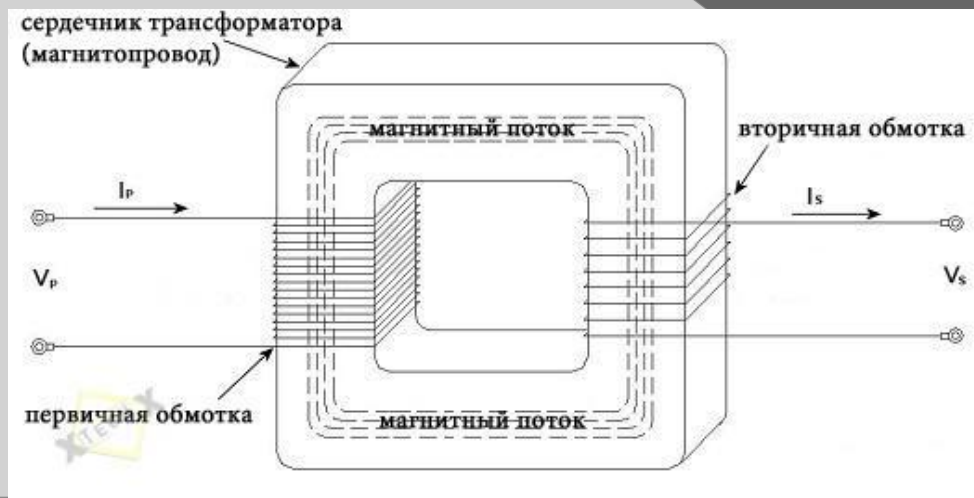 сердечник трансформатора
(магнитопровод)
магнитный поток
вторичная обмотка
Iₚ
Iₛ
Vₚ
Vₛ
первичная обмотка
магнитный поток